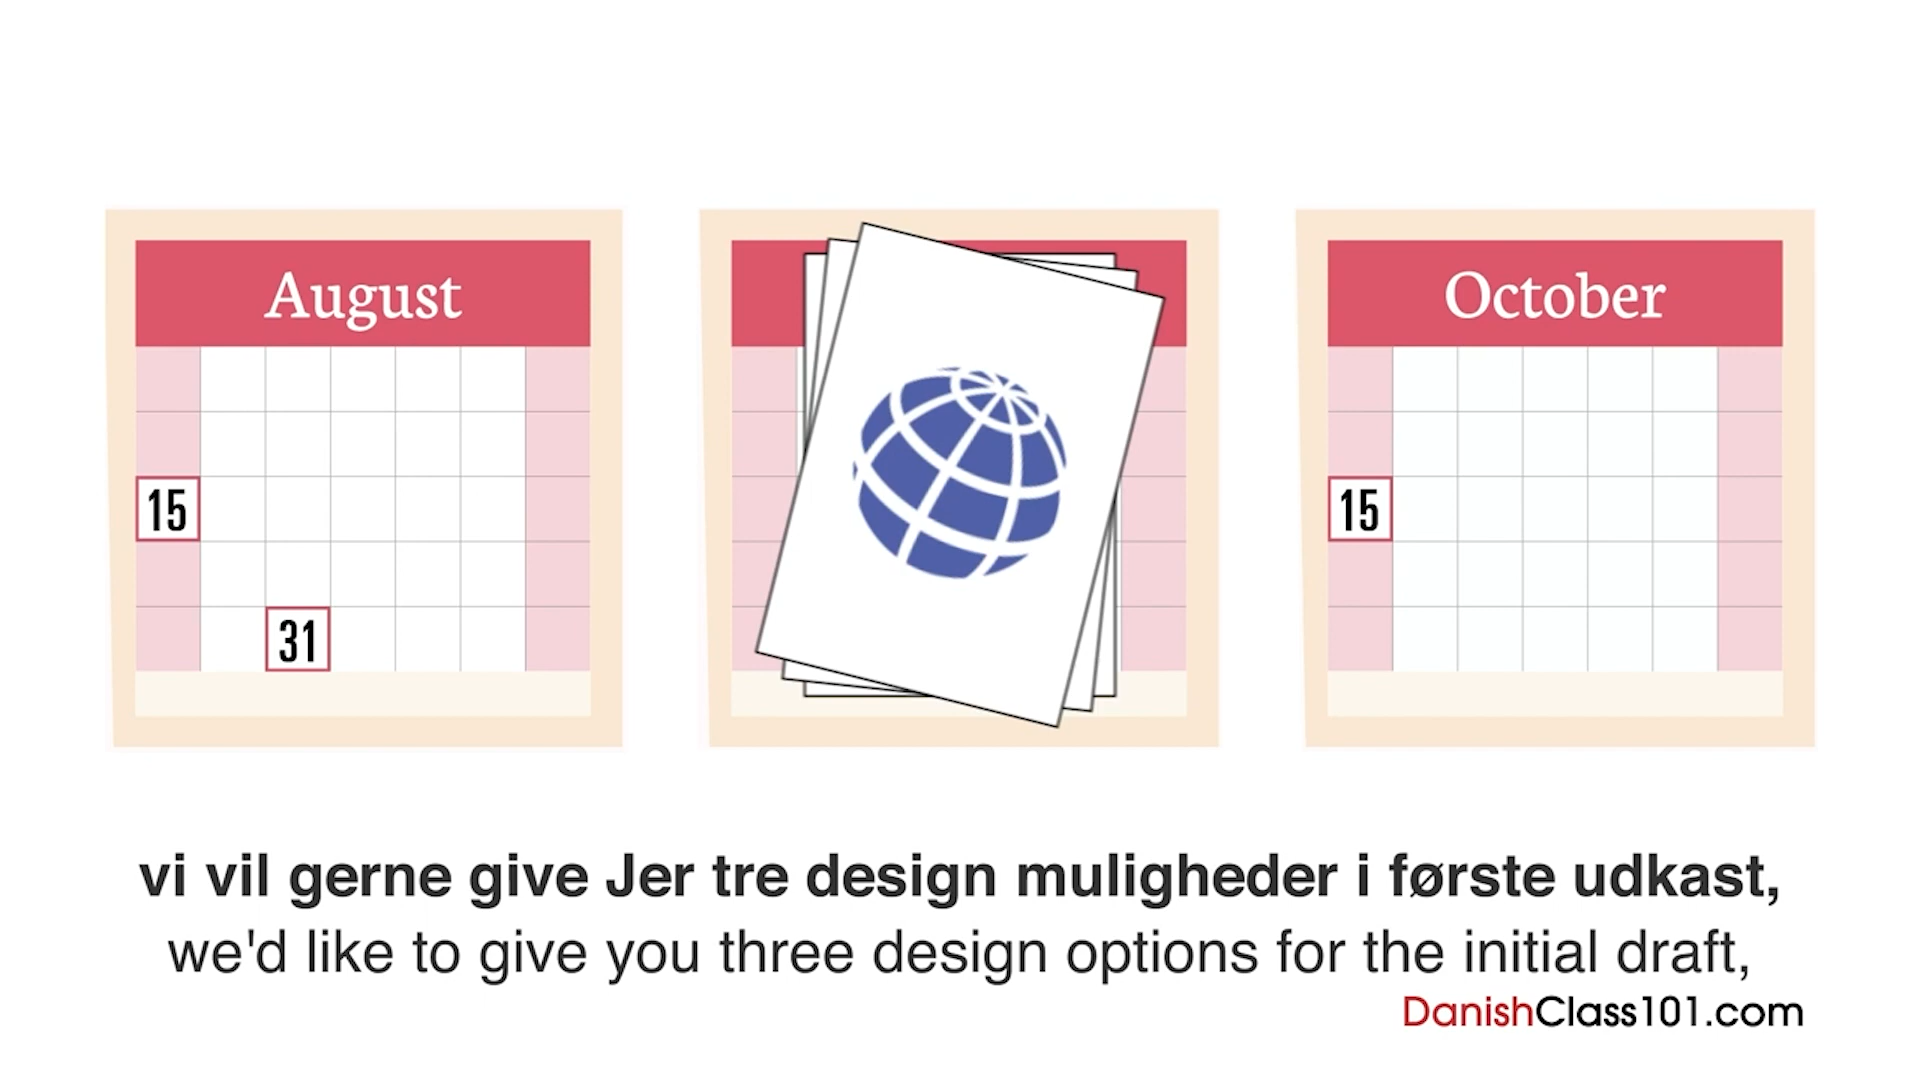 August
October
15
15
31
vi vil gerne give Jer tre design muligheder i første udkast,
we'd like to give you three design options for the initial draft,
DanishClass101.com